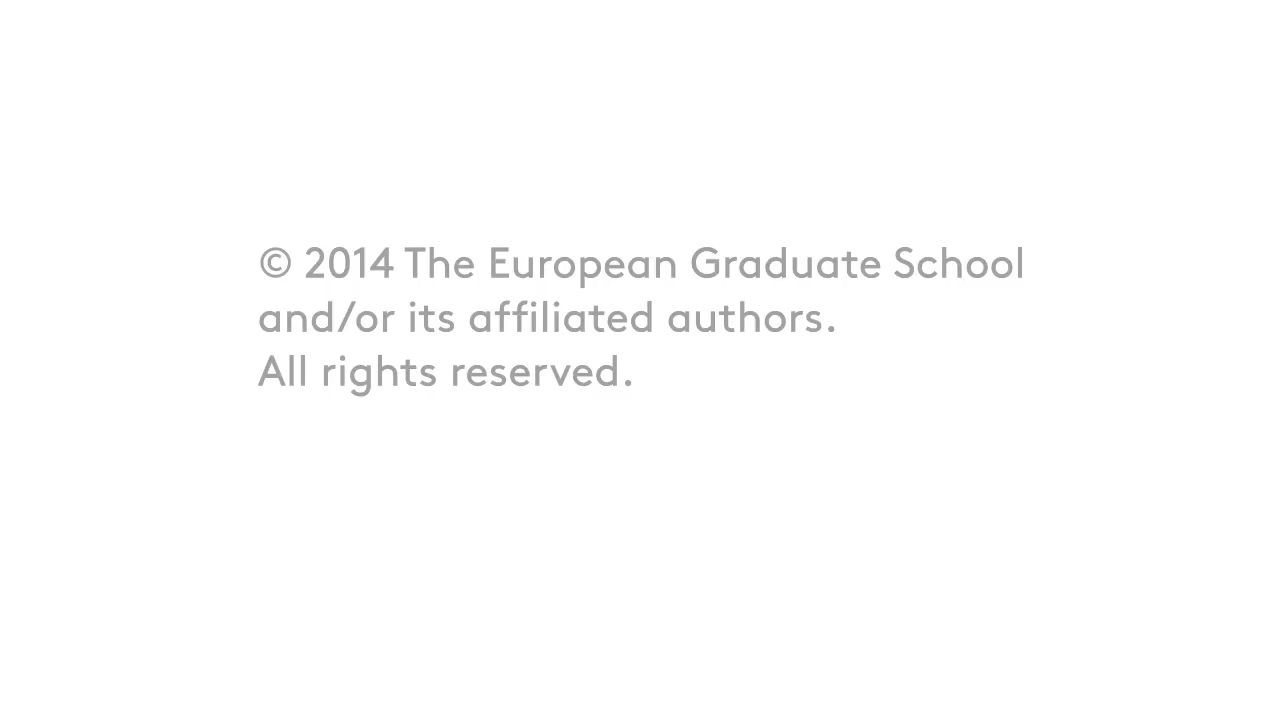 © 2014 The European Graduate School
and/or its affiliated authors.
All rights reserved.